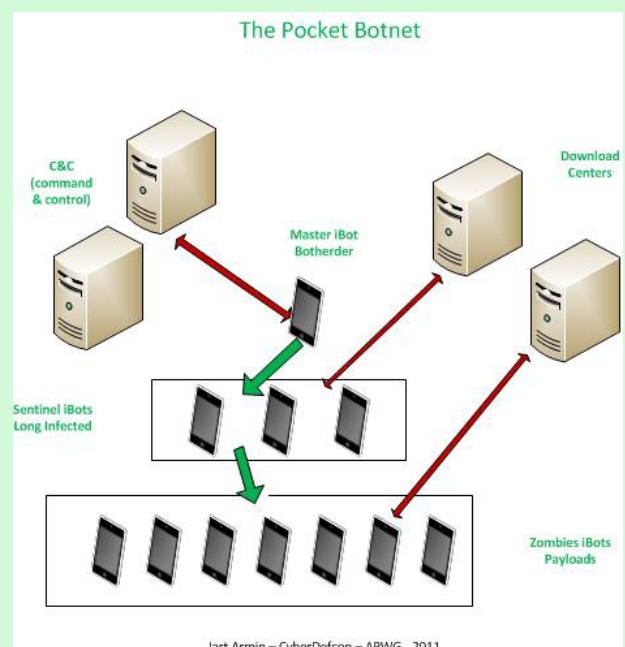 The Pocket Botnet
C&C
(command
& control)
Download
Centers
Master iBot
Botherder
Sentinel iBots
Long Infected
Zombies iBots
Payloads
Jart Armin – CyberDefcon – APWG - 2011